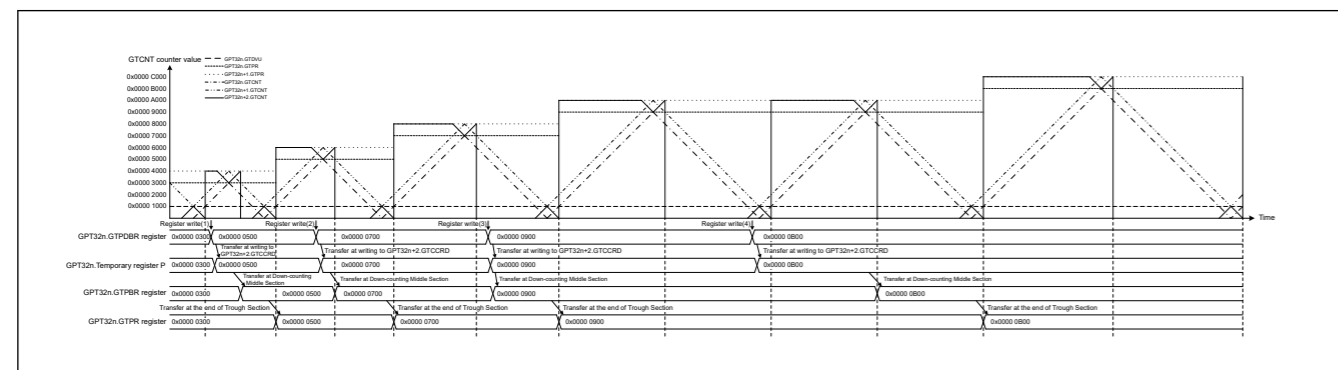 GTCNT counter value
GPT32n.GTDVU
GPT32n.GTPR
GPT32n+1.GTPR
GPT32n.GTCNT
GPT32n+1.GTCNT
GPT32n+2.GTCNT
0x0000 C000
0x0000 B000
0x0000 A000
0x0000 9000
0x0000 8000
0x0000 7000
0x0000 6000
0x0000 5000
0x0000 4000
0x0000 3000
0x0000 2000
0x0000 1000
Time
Register write(1) Register write(2) Register write(3) Register write(4)
GPT32n.GTPDBR register 0x0000 0300 0x0000 0500 0x0000 0700 0x0000 0900 0x0000 0B00
Transfer at writing to GPT32n+2.GTCCRD Transfer at writing to GPT32n+2.GTCCRD Transfer at writing to GPT32n+2.GTCCRD Transfer at writing to GPT32n+2.GTCCRD
GPT32n.Temporary register P 0x0000 0300 0x0000 0500 0x0000 0700 0x0000 0900 0x0000 0B00
Transfer at Down-counting Middle Section Transfer at Down-counting Middle Section Transfer at Down-counting Middle Section Transfer at Down-counting Middle Section
GPT32n.GTPBR register 0x0000 0300 0x0000 0500 0x0000 0700 0x0000 0900 0x0000 0B00
Transfer at the end of Trough Section Transfer at the end of Trough Section Transfer at the end of Trough Section Transfer at the end of Trough Section
GPT32n.GTPR register 0x0000 0300 0x0000 0500 0x0000 0700 0x0000 0900 0x0000 0B00